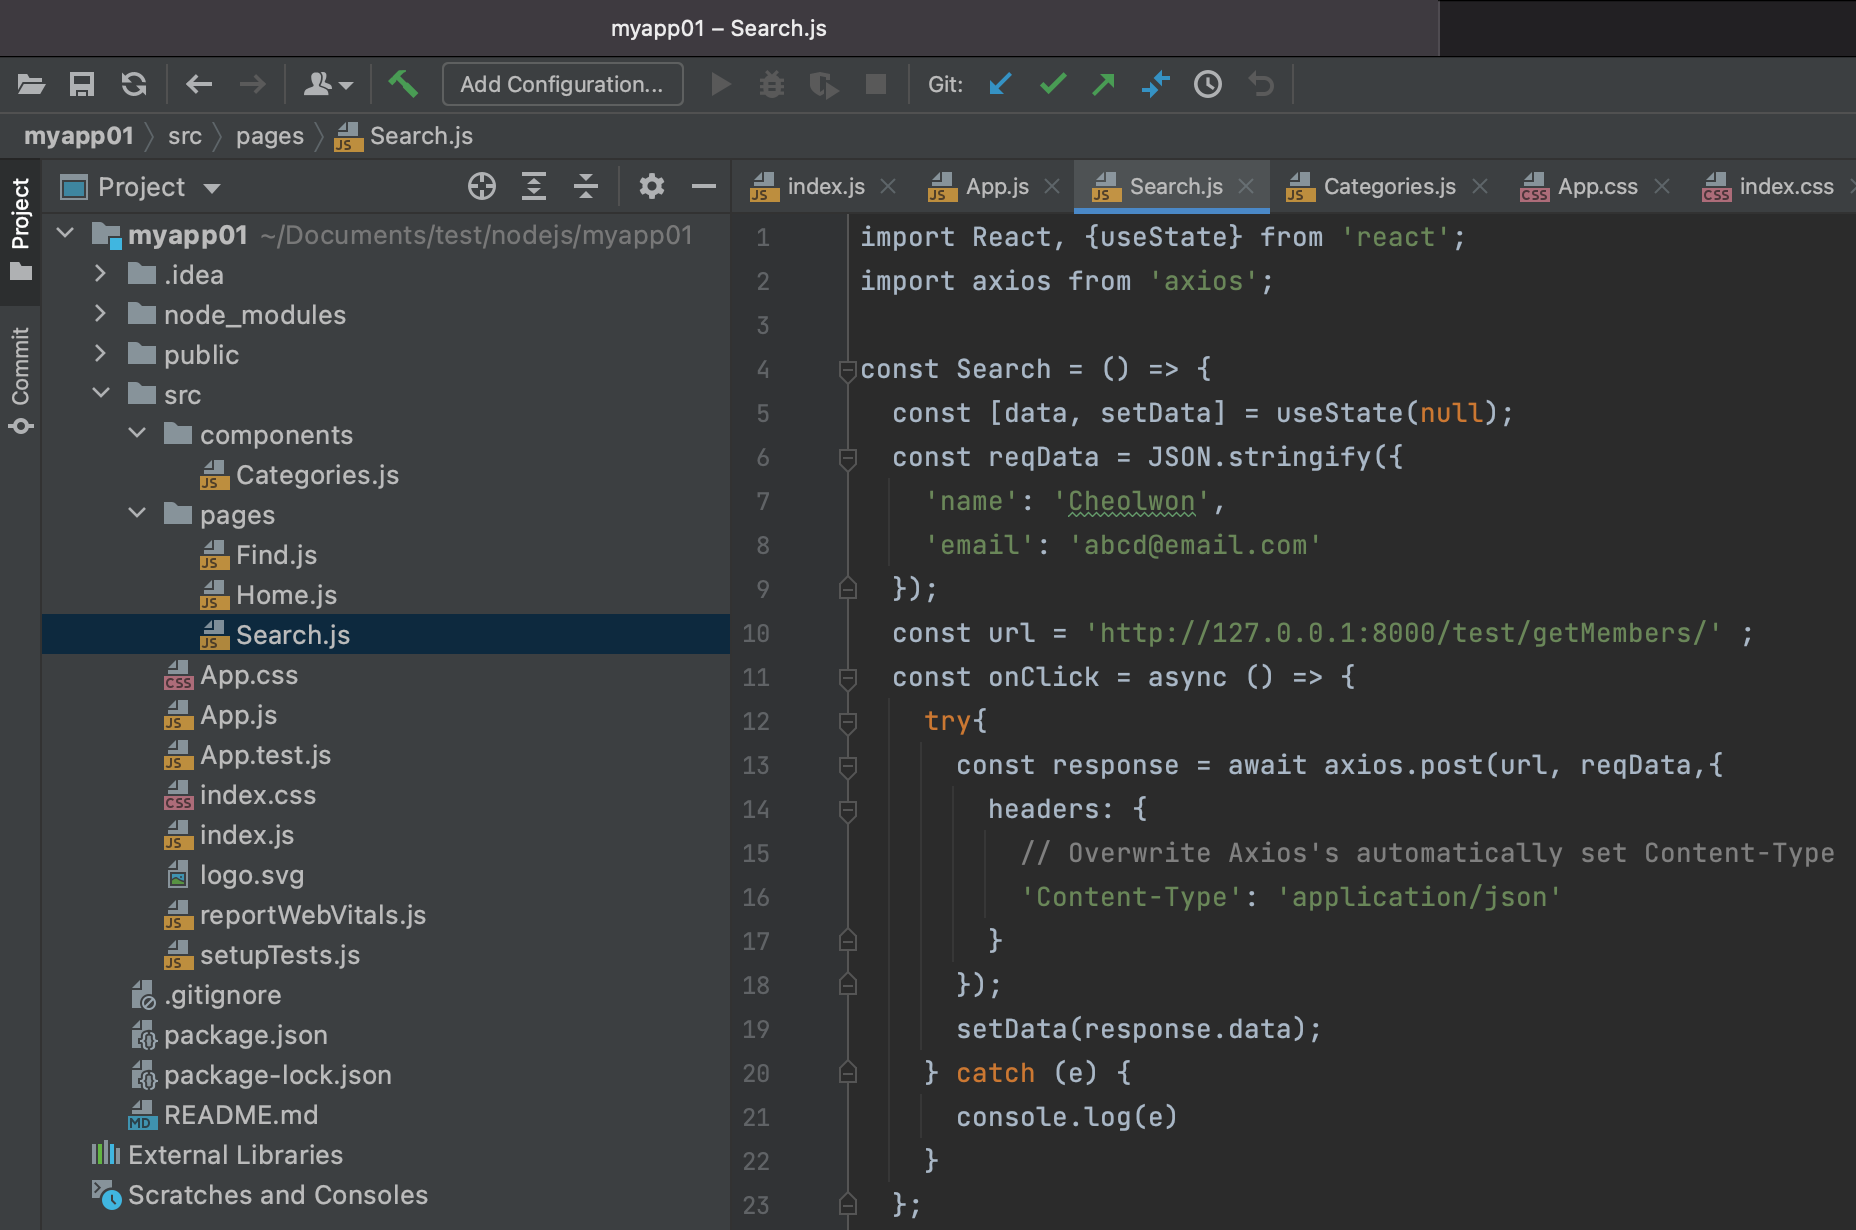 myapp01 – Search.js
Add Configuration...
Git:
myapp01
src
pages
Search.js
Project
Commit
Project
myapp01 ~/Documents/test/nodejs/myapp01
.idea
node_modules
public
src
components
Categories.js
pages
Find.js
Home.js
Search.js
App.css
App.js
App.test.js
index.css
index.js
logo.svg
reportWebVitals.js
setupTests.js
.gitignore
package.json
package-lock.json
README.md
External Libraries
Scratches and Consoles
index.js
App.js
Search.js
Categories.js
App.css
index.css
1 import React, {useState} from 'react';
2 import axios from 'axios';
3
4 const Search = () => {
5 const [data, setData] = useState(null);
6 const reqData = JSON.stringify({
7 'name': 'Cheolwon',
8 'email': 'abcd@email.com'
9 });
10 const url = 'http://127.0.0.1:8000/test/getMembers/' ;
11 const onClick = async () => {
12 try{
13 const response = await axios.post(url, reqData,{
14 headers: {
15 // Overwrite Axios's automatically set Content-Type
16 'Content-Type': 'application/json'
17 }
18 });
19 setData(response.data);
20 } catch (e) {
21 console.log(e)
22 }
23 };